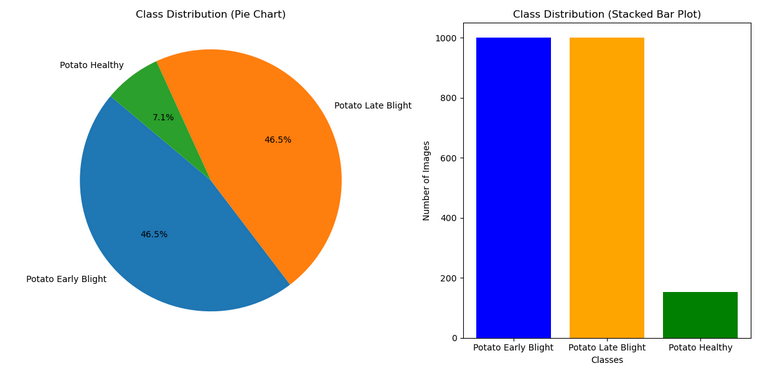 Class Distribution (Pie Chart)
Potato Healthy
7.1%
Potato Late Blight
46.5%
46.5%
Potato Early Blight
Class Distribution (Stacked Bar Plot)
Number of Images
1000
800
600
400
200
0
Potato Early Blight
Potato Late Blight
Potato Healthy
Classes